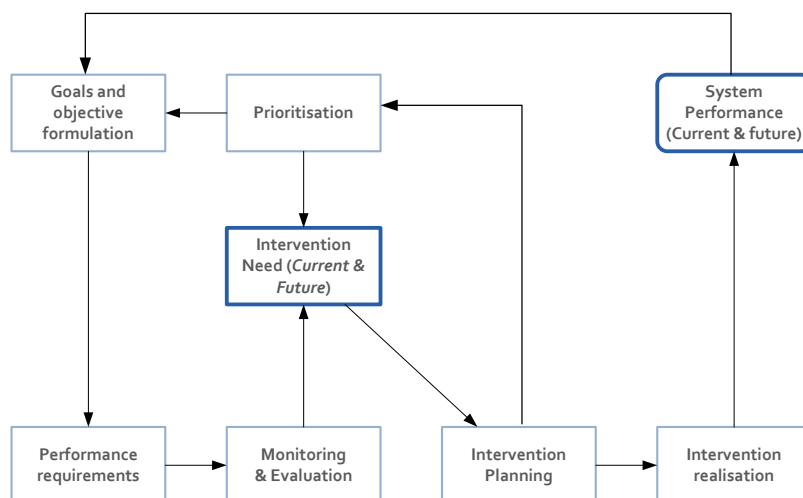 Goals and
objective
formulation
Prioritisation
System
Performance
(Current & future)
Intervention
Need (Current &
Future)
Performance
requirements
Monitoring
& Evaluation
Intervention
Planning
Intervention
realisation